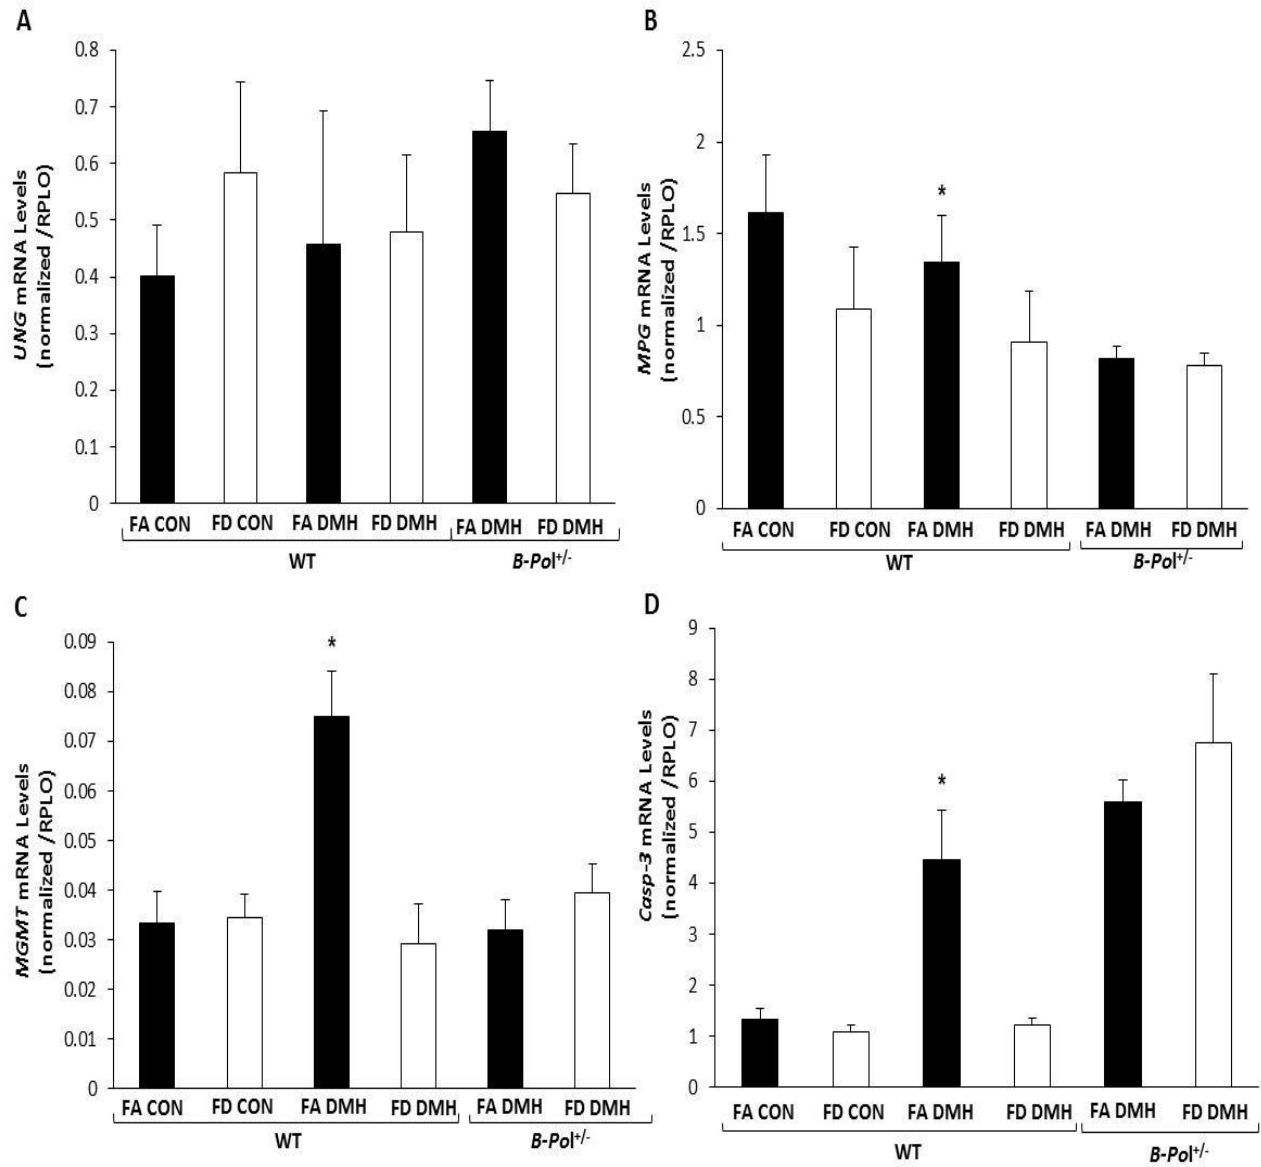 A
UNG mRNA Levels
(normalized /RPLO)
0.8
0.7
0.6
0.5
0.4
0.3
0.2
0.1
0
FA CON FD CON FA DMH FD DMH FA DMH FD DMH
WT B-Pol+/-
B
MPG mRNA Levels
(normalized /RPLO)
2.5
2
1.5
1
0.5
0
*
FA CON FD CON FA DMH FD DMH FA DMH FD DMH
WT B-Pol+/-
C
MGMT mRNA Levels
(normalized /RPLO)
0.09
0.08
0.07
0.06
0.05
0.04
0.03
0.02
0.01
0
*
FA CON FD CON FA DMH FD DMH FA DMH FD DMH
WT B-Pol+/-
D
Casp-3 mRNA Levels
(normalized /RPLO)
9
8
7
6
5
4
3
2
1
0
*
FA CON FD CON FA DMH FD DMH FA DMH FD DMH
WT B-Pol+/-